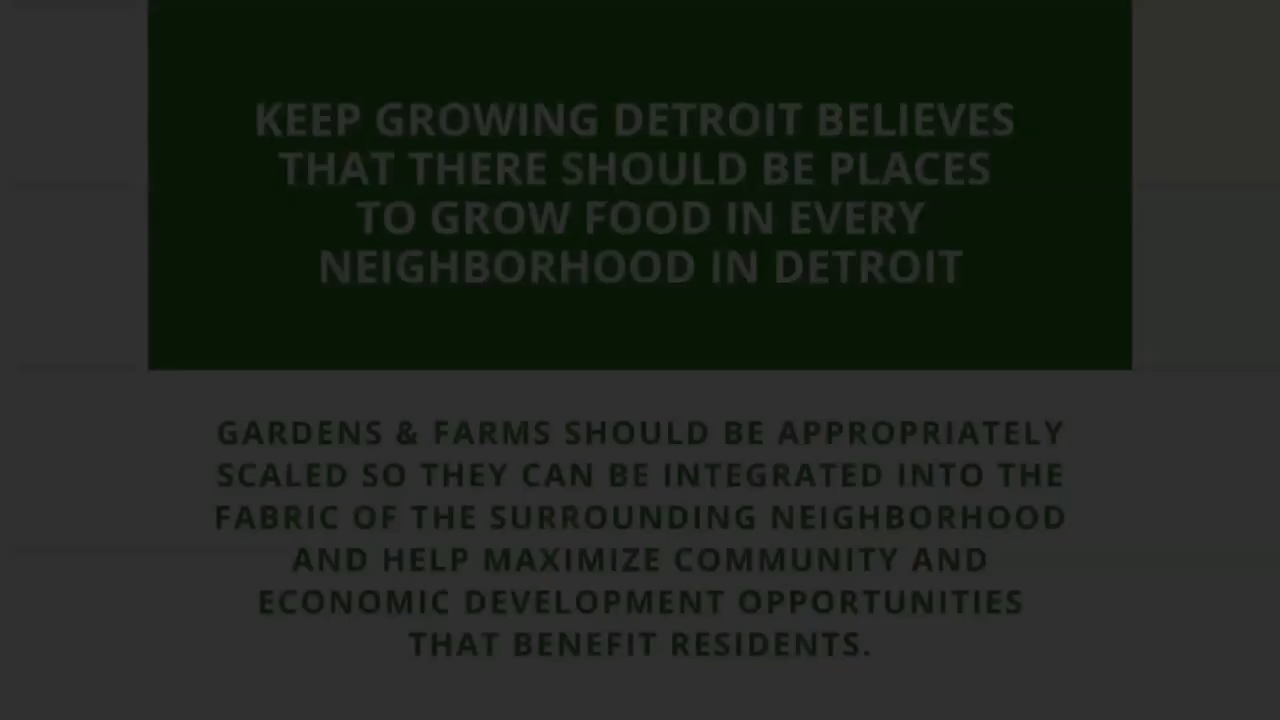 KEEP GROWING DETROIT BELIEVES
THAT THERE SHOULD BE PLACES
TO GROW FOOD IN EVERY
NEIGHBORHOOD IN DETROIT
GARDENS & FARMS SHOULD BE APPROPRIATELY
SCALED SO THEY CAN BE INTEGRATED INTO THE
FABRIC OF THE SURROUNDING NEIGHBORHOOD
AND HELP MAXIMIZE COMMUNITY AND
ECONOMIC DEVELOPMENT OPPORTUNITIES
THAT BENEFIT RESIDENTS.